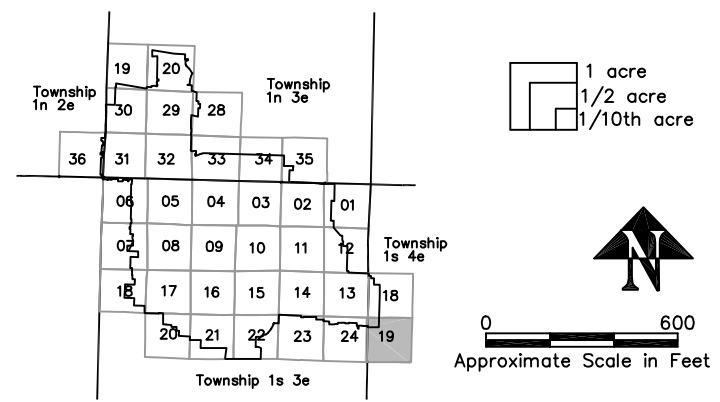 19 20
Township
1n 2e
Township
1n 3e
30 29 28
36 31 32 33 34 35
06 05 04 03 02 01
07 08 09 10 11 12
Township
1s 4e
18 17 16 15 14 13 18
20 21 22 23 24 19
Township 1s 3e
1 acre
1/2 acre
1/10th acre
N
0 600
Approximate Scale in Feet